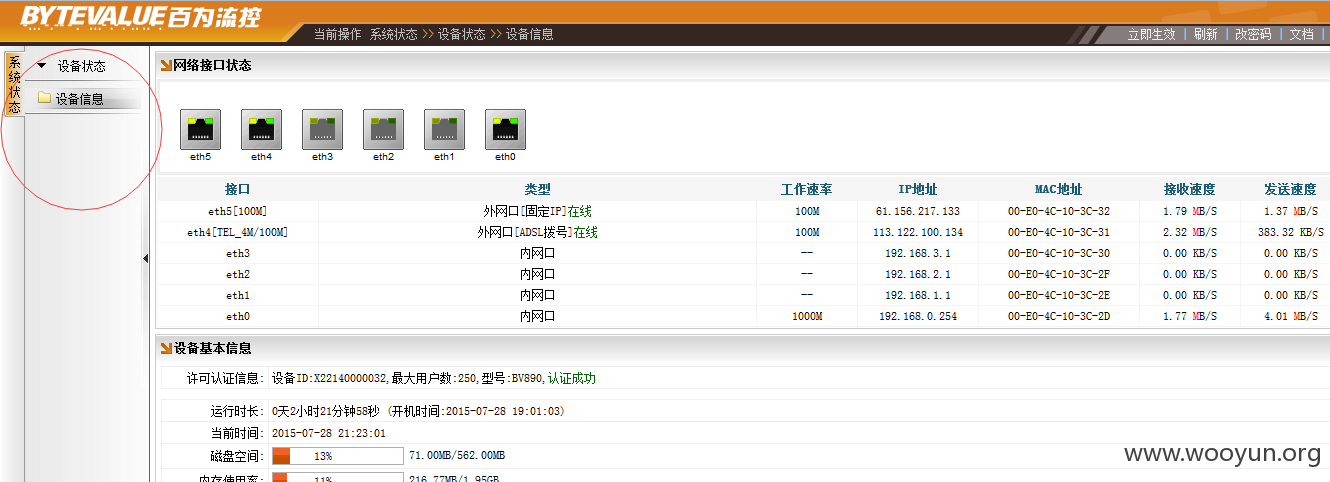 BYTEVALUE百为流控
当前操作 系统状态 >> 设备状态 >> 设备信息
立即生效 | 刷新 | 改密码 | 文档 |
系统状态
设备状态
设备信息
网络接口状态
eth5 eth4 eth3 eth2 eth1 eth0
接口 类型 工作速率 IP地址 MAC地址 接收速度 发送速度
eth5[100M] 外网口[固定IP]在线 100M 61.156.217.133 00-E0-4C-10-3C-32 1.79 MB/S 1.37 MB/S
eth4[TEL_4M/100M] 外网口[ADSL拨号]在线 100M 113.122.100.134 00-E0-4C-10-3C-31 2.32 MB/S 383.32 KB/S
eth3 内网口 -- 192.168.3.1 00-E0-4C-10-3C-30 0.00 KB/S 0.00 KB/S
eth2 内网口 -- 192.168.2.1 00-E0-4C-10-3C-2F 0.00 KB/S 0.00 KB/S
eth1 内网口 -- 192.168.1.1 00-E0-4C-10-3C-2E 0.00 KB/S 0.00 KB/S
eth0 内网口 1000M 192.168.0.254 00-E0-4C-10-3C-2D 1.77 MB/S 4.01 MB/S
设备基本信息
许可认证信息: 设备ID:X22140000032,最大用户数:250,型号:BV890,认证成功
运行时长: 0天2小时21分钟58秒 (开机时间:2015-07-28 19:01:03)
当前时间: 2015-07-28 21:23:01
磁盘空间: 13% 71.00MB/562.00MB
内存使用率: 11% 216.77MB/1.95GB
www.wooyun.org